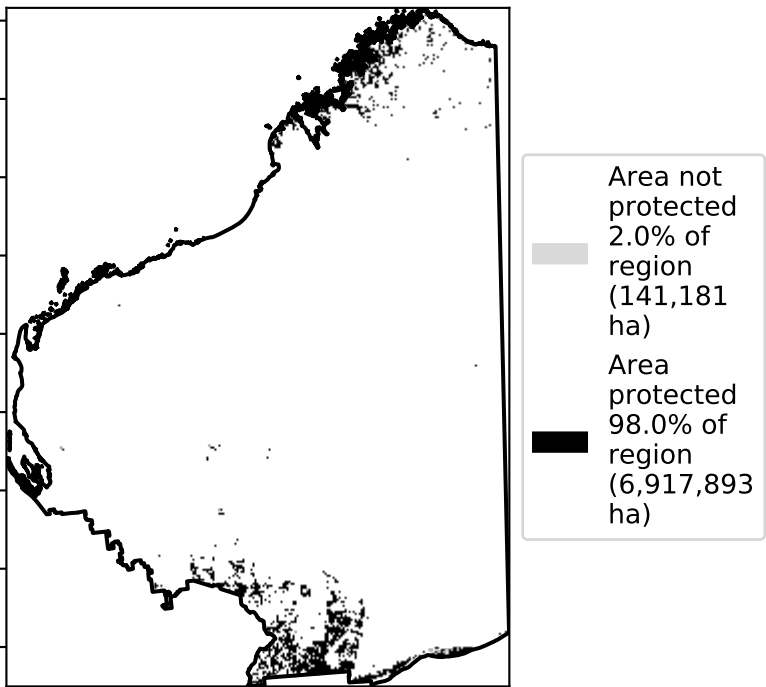 Area not
protected
2.0% of
region
(141,181
ha)
Area
protected
98.0% of
region
(6,917,893
ha)